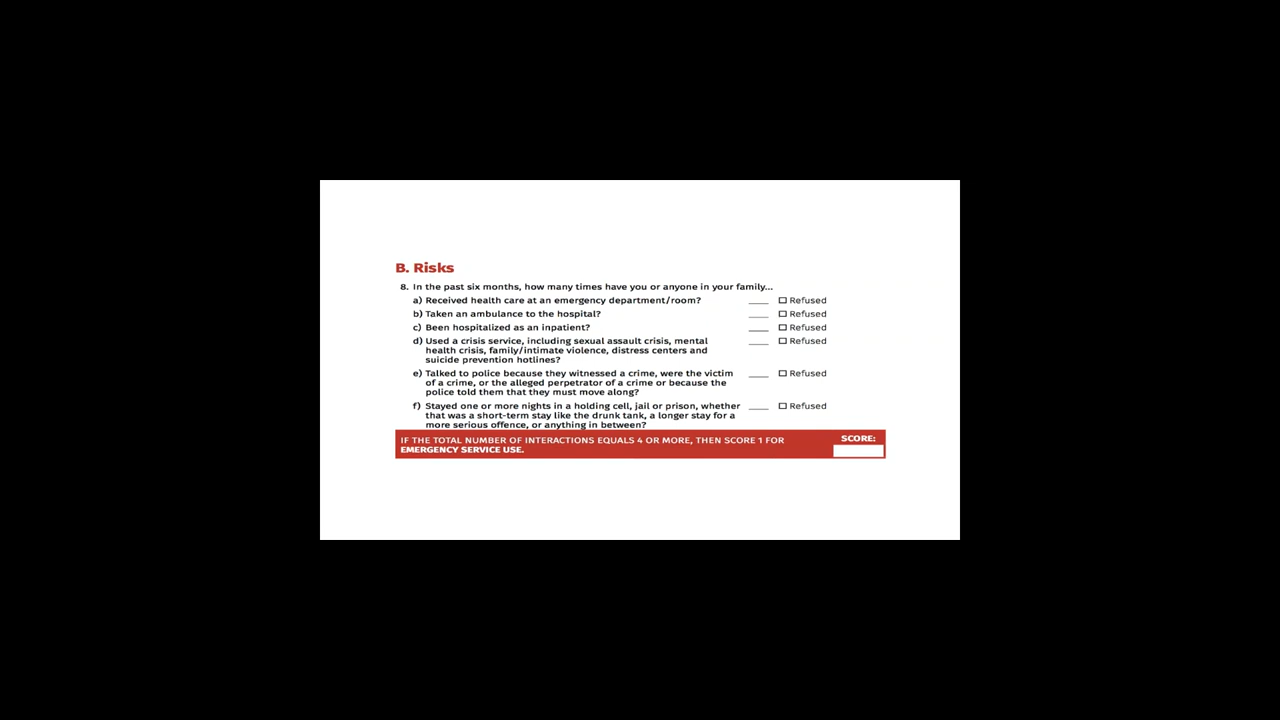 B. Risks
8. In the past six months, how many times have you or anyone in your family...
a) Received health care at an emergency department/room? ____ ☐ Refused
b) Taken an ambulance to the hospital? ____ ☐ Refused
c) Been hospitalized as an inpatient? ____ ☐ Refused
d) Used a crisis service, including sexual assault crisis, mental ____ ☐ Refused
health crisis, family/intimate violence, distress centers and
suicide prevention hotlines?
e) Talked to police because they witnessed a crime, were the victim ____ ☐ Refused
of a crime, or the alleged perpetrator of a crime or because the
police told them that they must move along?
f) Stayed one or more nights in a holding cell, jail or prison, whether ____ ☐ Refused
that was a short-term stay like the drunk tank, a longer stay for a
more serious offence, or anything in between?
IF THE TOTAL NUMBER OF INTERACTIONS EQUALS 4 OR MORE, THEN SCORE 1 FOR SCORE:
EMERGENCY SERVICE USE.